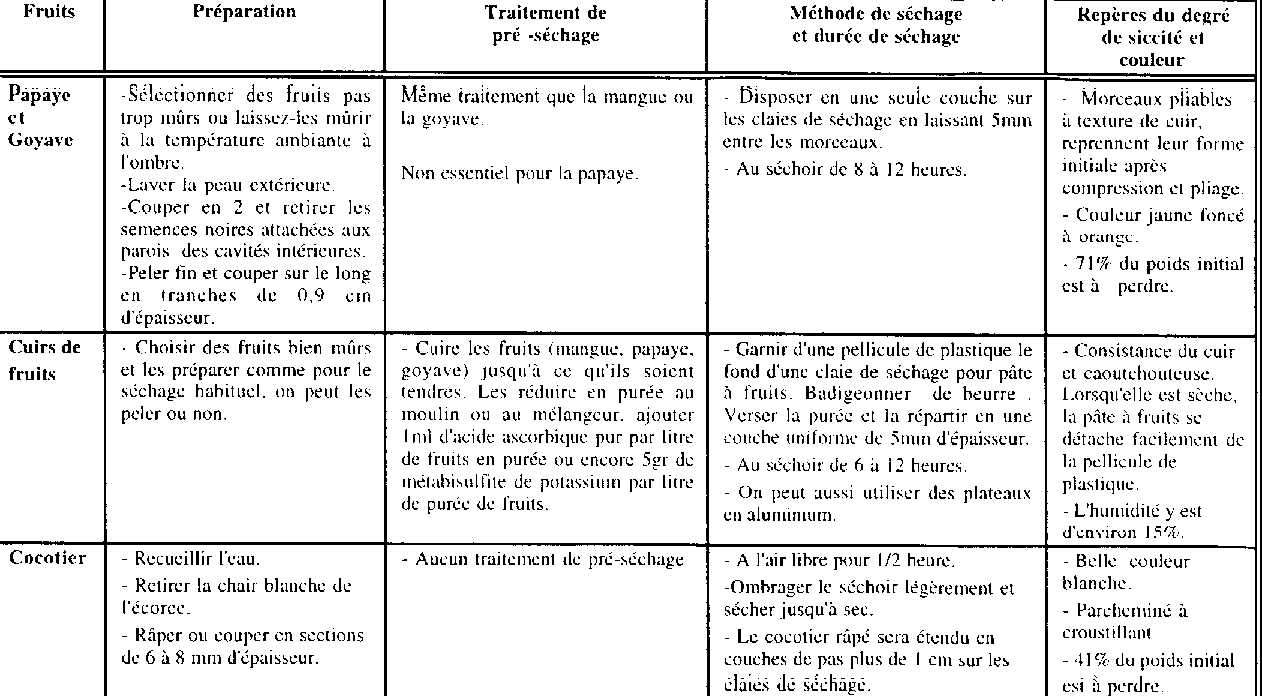 Fruits
Préparation
Traitement de
pré -séchage
Méthode de séchage
et durée de séchage
Repères du degré
de siccité et
couleur
Papaye
et
Goyave
-Sélectionner des fruits pas
trop mûrs ou laissez-les mûrir
à la température ambiante à
l'ombre.
-Laver la peau extérieure.
-Couper en 2 et retirer les
semences noires attachées aux
parois des cavités intérieures.
-Peler fin et couper sur le long
en tranches de 0,9 cm
d'épaisseur.
Même traitement que la mangue ou
la goyave.
Non essentiel pour la papaye.
- Disposer en une seule couche sur
les claies de séchage en laissant 5mm
entre les morceaux.
- Au séchoir de 8 à 12 heures.
- Morceaux pliables
à texture de cuir,
reprennent leur forme
initiale après
compression et pliage.
- Couleur jaune foncé
à orange.
- 71% du poids initial
est à perdre.
Cuirs de
fruits
- Choisir des fruits bien mûrs
et les préparer comme pour le
séchage habituel, on peut les
peler ou non.
- Cuire les fruits (mangue, papaye,
goyave) jusqu'à ce qu'ils soient
tendres. Les réduire en purée au
moulin ou au mélangeur, ajouter
1ml d'acide ascorbique pur par litre
de fruits en purée ou encore 5gr de
métabisulfite de potassium par litre
de purée de fruits.
- Garnir d'une pellicule de plastique le
fond d'une claie de séchage pour pâte
à fruits. Badigeonner de beurre .
Verser la purée et la répartir en une
couche uniforme de 5mm d'épaisseur.
- Au séchoir de 6 à 12 heures.
- On peut aussi utiliser des plateaux
en aluminium.
- Consistance du cuir
et caoutchouteuse.
Lorsqu'elle est sèche,
la pâte à fruits se
détache facilement de
la pellicule de
plastique.
- L'humidité y est
d'environ 15%.
Cocotier
- Recueillir l'eau.
- Retirer la chair blanche de
l'écorce.
- Râper ou couper en sections
de 6 à 8 mm d'épaisseur.
- Aucun traitement de pré-séchage
- A l'air libre pour 1/2 heure.
-Ombrager le séchoir légèrement et
sécher jusqu'à sec.
- Le cocotier râpé sera étendu en
couches de pas plus de 1 cm sur les
claies de séchage.
- Belle couleur
blanche.
- Parcheminé à
croustillant
- 41% du poids initial
est à perdre.